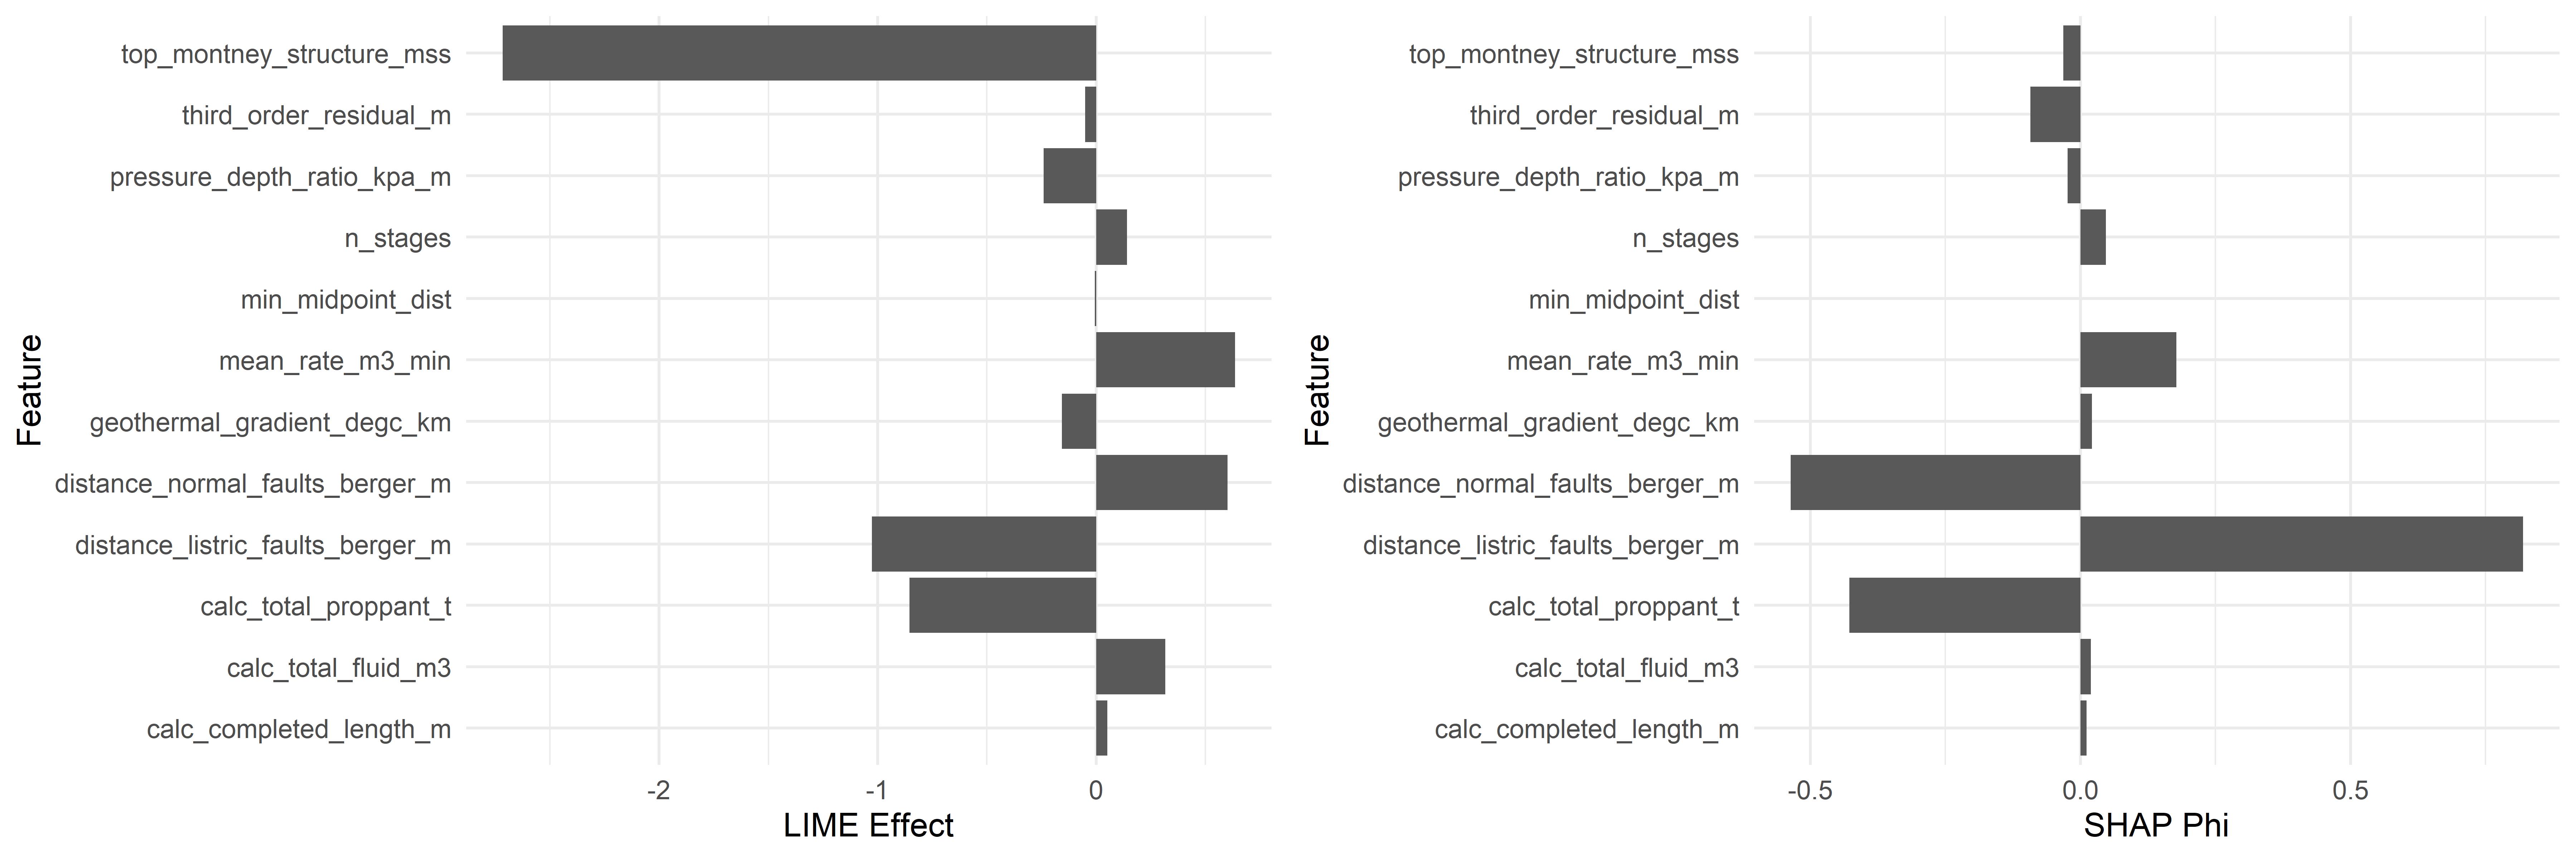 top_montney_structure_mss
third_order_residual_m
pressure_depth_ratio_kpa_m
n_stages
min_midpoint_dist
mean_rate_m3_min
geothermal_gradient_degc_km
distance_normal_faults_berger_m
distance_listric_faults_berger_m
calc_total_proppant_t
calc_total_fluid_m3
calc_completed_length_m
Feature
-2 -1 0
LIME Effect
top_montney_structure_mss
third_order_residual_m
pressure_depth_ratio_kpa_m
n_stages
min_midpoint_dist
mean_rate_m3_min
geothermal_gradient_degc_km
distance_normal_faults_berger_m
distance_listric_faults_berger_m
calc_total_proppant_t
calc_total_fluid_m3
calc_completed_length_m
Feature
-0.5 0.0 0.5
SHAP Phi